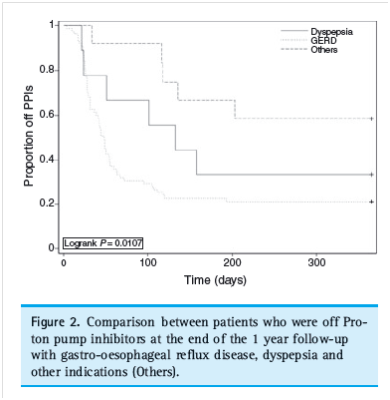 1
0.8
0.6
0.4
0.2
0
Proportion off PPIs
Dyspepsia
GERD
Others
Logrank P = 0.0107
0
100
200
300
Time (days)
Figure 2. Comparison between patients who were off Pro-
ton pump inhibitors at the end of the 1 year follow-up
with gastro-oesophageal reflux disease, dyspepsia and
other indications (Others).